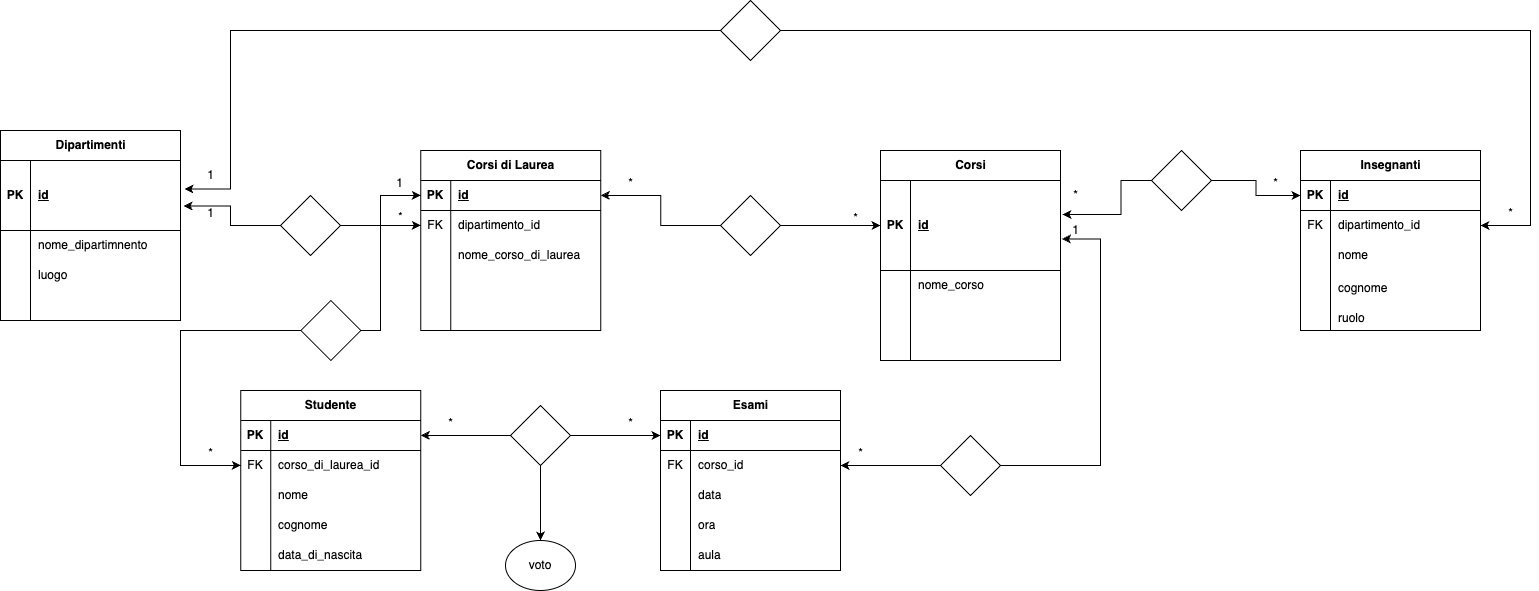 Dipartimenti
PK id
nome_dipartimnento
luogo
1
1
*
1
Corsi di Laurea
PK id
FK dipartimento_id
nome_corso_di_laurea
*
*
Corsi
PK id
nome_corso
*
1
*
Insegnanti
PK id
FK dipartimento_id
nome
cognome
ruolo
*
*
Studente
PK id
FK corso_di_laurea_id
nome
cognome
data_di_nascita
*
*
voto
Esami
PK id
FK corso_id
data
ora
aula
*